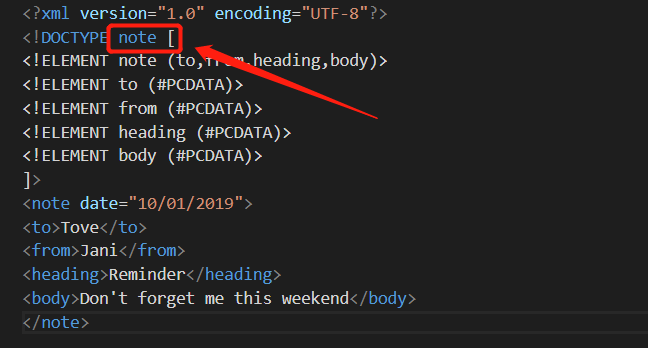 <?xml version="1.0" encoding="UTF-8"?>
<!DOCTYPE note [
<!ELEMENT note (to,from,heading,body)>
<!ELEMENT to (#PCDATA)>
<!ELEMENT from (#PCDATA)>
<!ELEMENT heading (#PCDATA)>
<!ELEMENT body (#PCDATA)>
]>
<note date="10/01/2019">
<to>Tove</to>
<from>Jani</from>
<heading>Reminder</heading>
<body>Don't forget me this weekend</body>
</note>